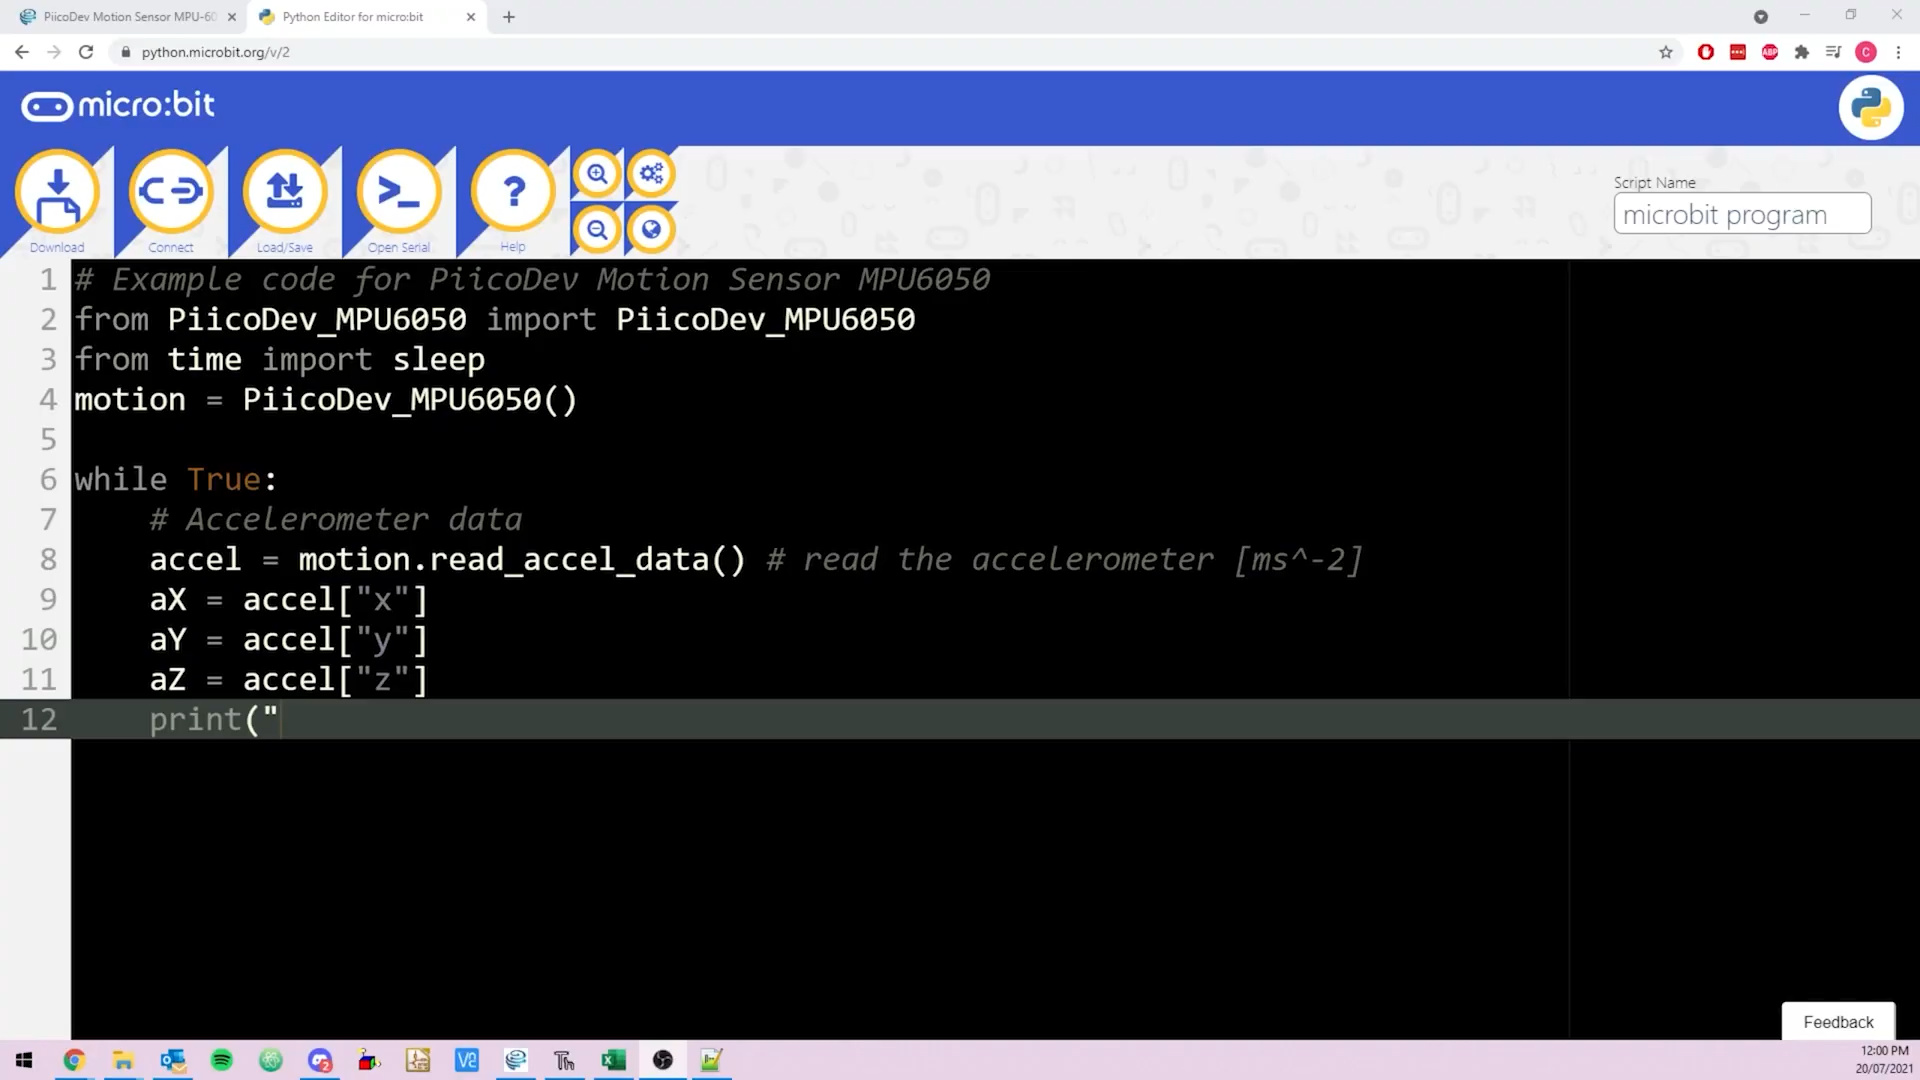 PiicoDev Motion Sensor MPU-60
Python Editor for micro:bit
python.microbit.org/v/2
ABP
C
micro:bit
Download
Connect
Load/Save
Open Serial
Help
Script Name
microbit program
1 # Example code for PiicoDev Motion Sensor MPU6050
2 from PiicoDev_MPU6050 import PiicoDev_MPU6050
3 from time import sleep
4 motion = PiicoDev_MPU6050()
5
6 while True:
7 # Accelerometer data
8 accel = motion.read_accel_data() # read the accelerometer [ms^-2]
9 aX = accel["x"]
10 aY = accel["y"]
11 aZ = accel["z"]
12 print("
Feedback
12:00 PM
20/07/2021